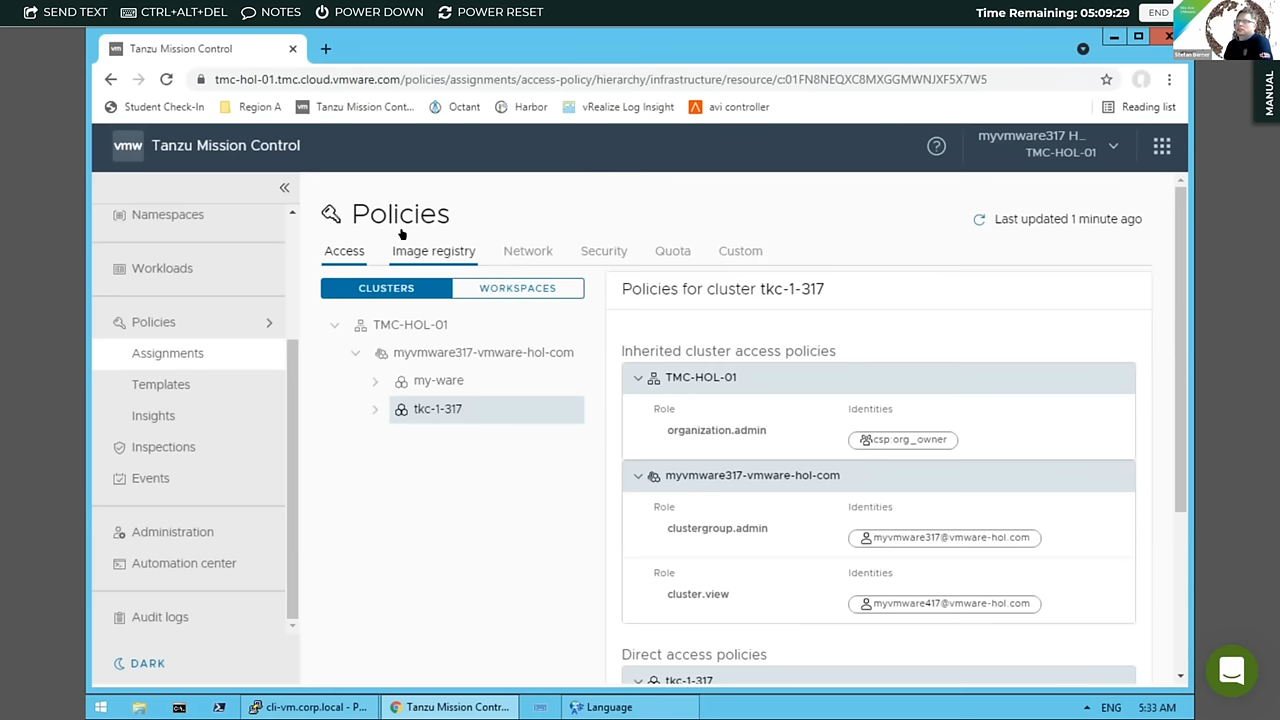 SEND TEXT
CTRL+ALT+DEL
NOTES
POWER DOWN
POWER RESET
Time Remaining: 05:09:29
END
Stefan Berner
MANUAL
vm Tanzu Mission Control
tmc-hol-01.tmc.cloud.vmware.com/policies/assignments/access-policy/hierarchy/infrastructure/resource/c:01FN8NEQXC8MXGGMWNJXF5X7W5
Student Check-In
Region A
vm Tanzu Mission Cont...
Octant
Harbor
vRealize Log Insight
avi controller
Reading list
vmw Tanzu Mission Control
myvmware317 H...
TMC-HOL-01
Namespaces
Workloads
Policies
Assignments
Templates
Insights
Inspections
Events
Administration
Automation center
Audit logs
DARK
Policies
Last updated 1 minute ago
Access
Image registry
Network
Security
Quota
Custom
CLUSTERS
WORKSPACES
TMC-HOL-01
myvmware317-vmware-hol-com
my-ware
tkc-1-317
Policies for cluster tkc-1-317
Inherited cluster access policies
TMC-HOL-01
Role
Identities
organization.admin
csp:org_owner
myvmware317-vmware-hol-com
Role
Identities
clustergroup.admin
myvmware317@vmware-hol.com
Role
Identities
cluster.view
myvmware417@vmware-hol.com
Direct access policies
tkc-1-317
cli-vm.corp.local - P...
Tanzu Mission Contr...
Language
ENG
5:33 AM